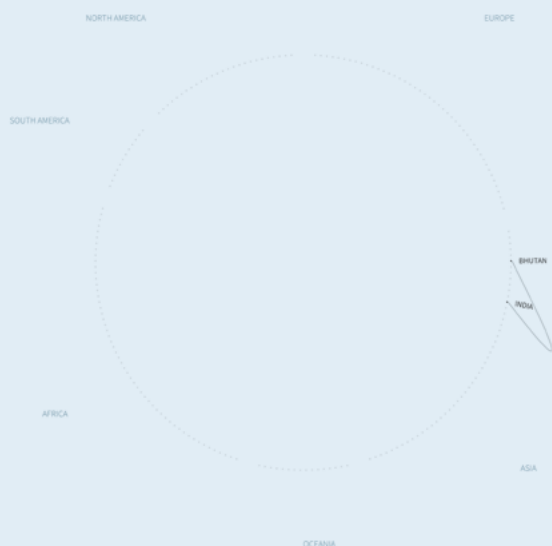 NORTH AMERICA
EUROPE
SOUTH AMERICA
BHUTAN
INDIA
AFRICA
ASIA
OCEANIA